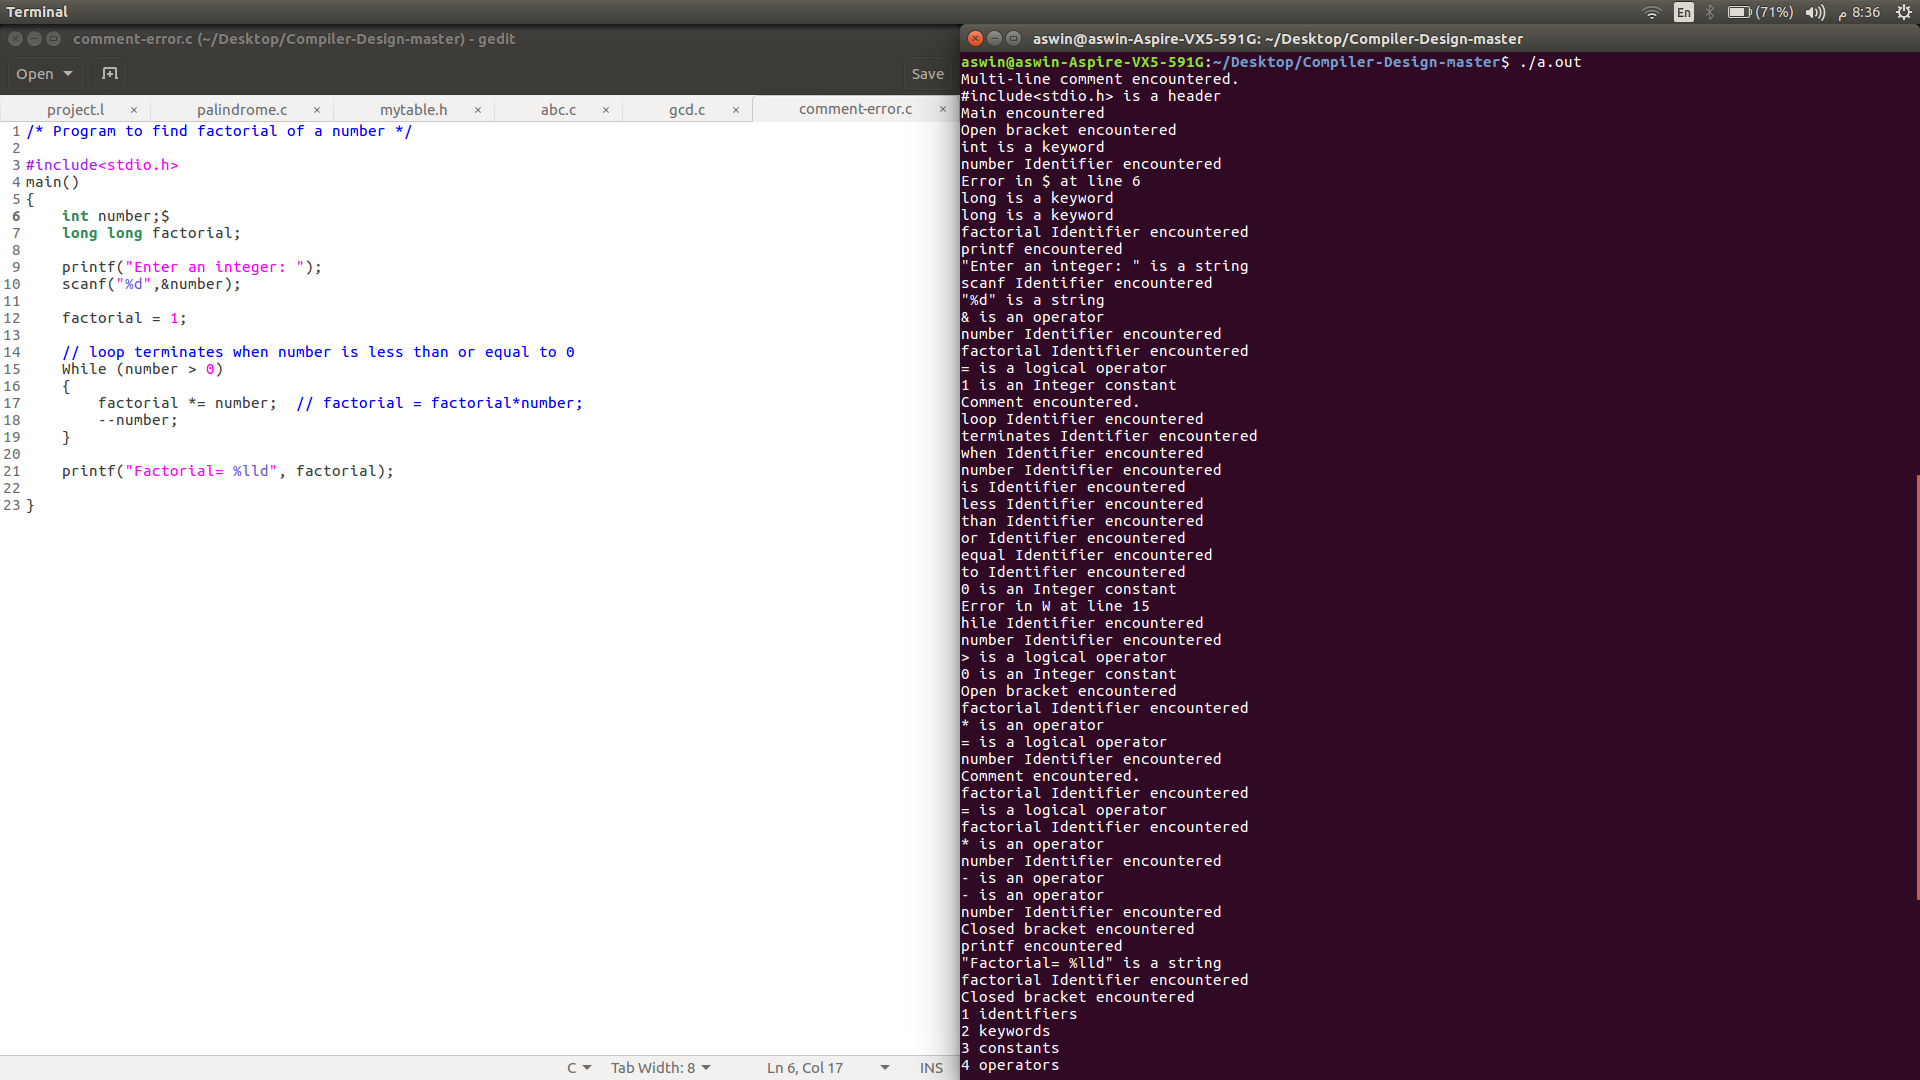 Terminal
En
(71%)
م 8:36
comment-error.c (~/Desktop/Compiler-Design-master) - gedit
Open
Save
project.l × palindrome.c × mytable.h × abc.c × gcd.c × comment-error.c ×
1 /* Program to find factorial of a number */
2
3 #include<stdio.h>
4 main()
5 {
6     int number;$
7     long long factorial;
8
9     printf("Enter an integer: ");
10     scanf("%d",&number);
11
12     factorial = 1;
13
14     // loop terminates when number is less than or equal to 0
15     While (number > 0)
16     {
17         factorial *= number;  // factorial = factorial*number;
18         --number;
19     }
20
21     printf("Factorial= %lld", factorial);
22
23 }
C Tab Width: 8 Ln 6, Col 17 INS
aswin@aswin-Aspire-VX5-591G: ~/Desktop/Compiler-Design-master
aswin@aswin-Aspire-VX5-591G:~/Desktop/Compiler-Design-master$ ./a.out
Multi-line comment encountered.
#include<stdio.h> is a header
Main encountered
Open bracket encountered
int is a keyword
number Identifier encountered
Error in $ at line 6
long is a keyword
long is a keyword
factorial Identifier encountered
printf encountered
"Enter an integer: " is a string
scanf Identifier encountered
"%d" is a string
& is an operator
number Identifier encountered
factorial Identifier encountered
= is a logical operator
1 is an Integer constant
Comment encountered.
loop Identifier encountered
terminates Identifier encountered
when Identifier encountered
number Identifier encountered
is Identifier encountered
less Identifier encountered
than Identifier encountered
or Identifier encountered
equal Identifier encountered
to Identifier encountered
0 is an Integer constant
Error in W at line 15
hile Identifier encountered
number Identifier encountered
> is a logical operator
0 is an Integer constant
Open bracket encountered
factorial Identifier encountered
* is an operator
= is a logical operator
number Identifier encountered
Comment encountered.
factorial Identifier encountered
= is a logical operator
factorial Identifier encountered
* is an operator
number Identifier encountered
- is an operator
- is an operator
number Identifier encountered
Closed bracket encountered
printf encountered
"Factorial= %lld" is a string
factorial Identifier encountered
Closed bracket encountered
1 identifiers
2 keywords
3 constants
4 operators